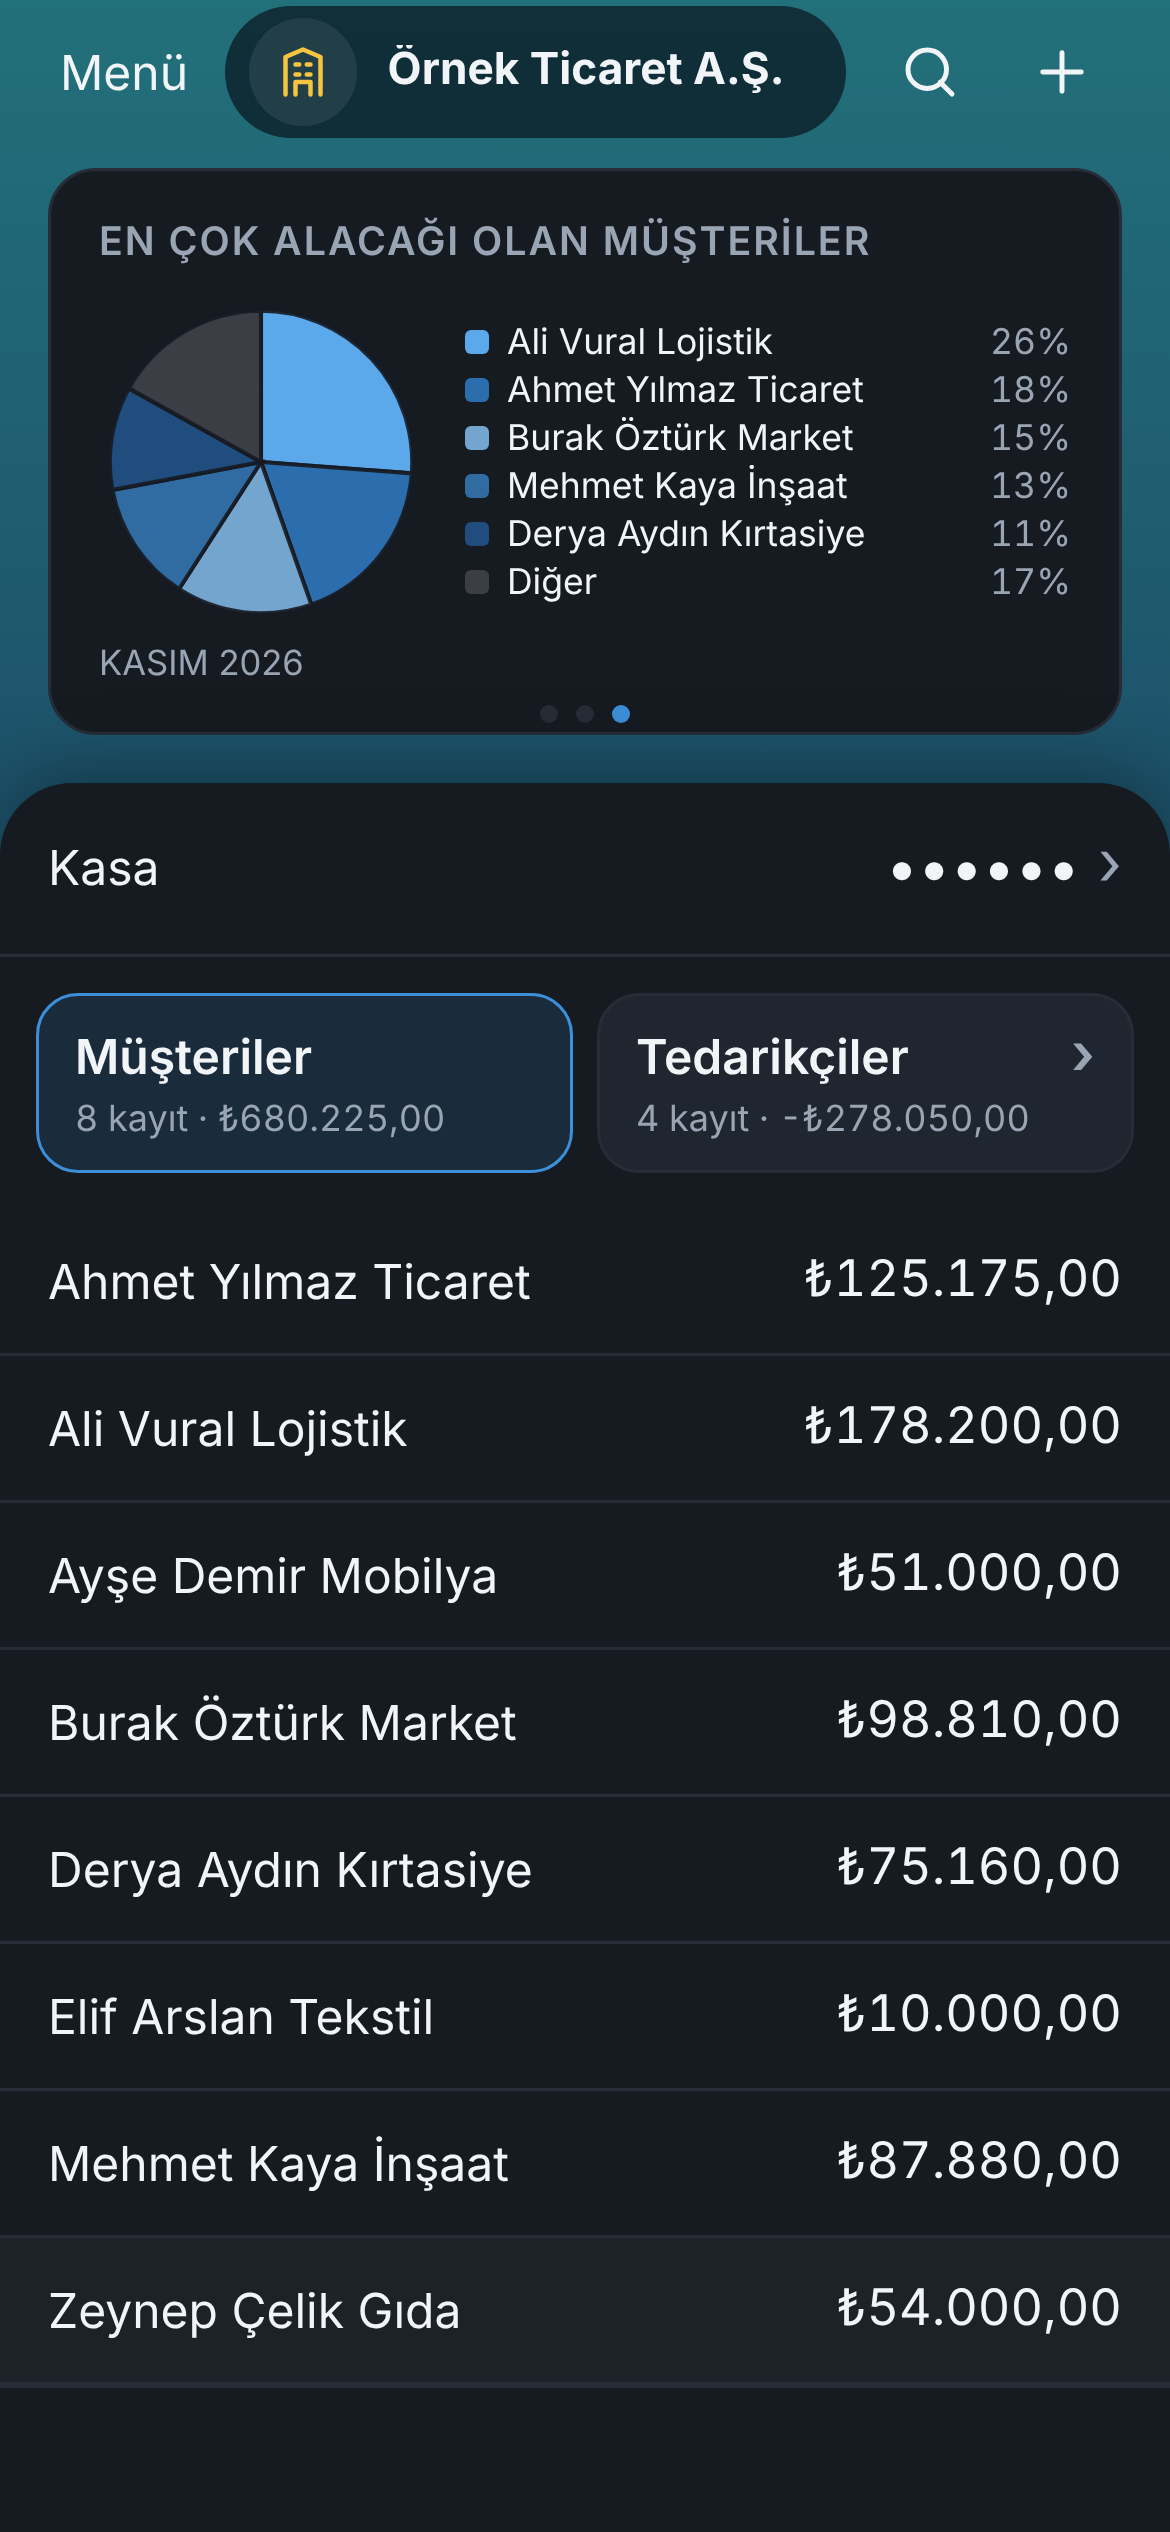 Menü
Örnek Ticaret A.Ş.
EN ÇOK ALACAĞI OLAN MÜŞTERİLER
Ali Vural Lojistik 26%
Ahmet Yılmaz Ticaret 18%
Burak Öztürk Market 15%
Mehmet Kaya İnşaat 13%
Derya Aydın Kırtasiye 11%
Diğer 17%
KASIM 2026
Kasa ••••••
Müşteriler
8 kayıt · ₺680.225,00
Tedarikçiler
4 kayıt · -₺278.050,00
Ahmet Yılmaz Ticaret ₺125.175,00
Ali Vural Lojistik ₺178.200,00
Ayşe Demir Mobilya ₺51.000,00
Burak Öztürk Market ₺98.810,00
Derya Aydın Kırtasiye ₺75.160,00
Elif Arslan Tekstil ₺10.000,00
Mehmet Kaya İnşaat ₺87.880,00
Zeynep Çelik Gıda ₺54.000,00